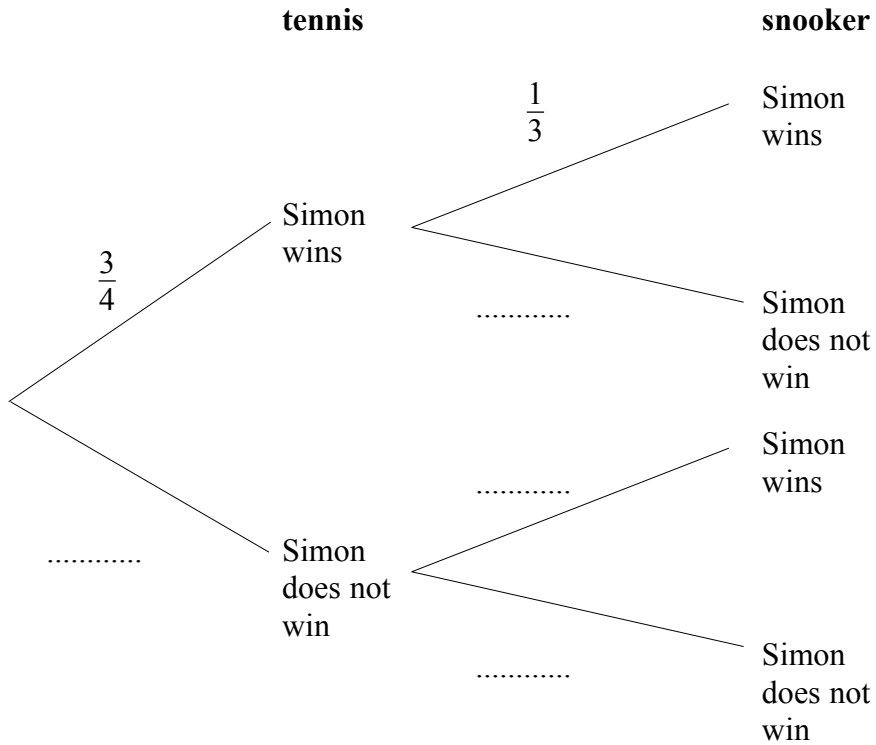 tennis
snooker
1
3
Simon
wins
Simon
wins
3
4
............
Simon
does not
win
............
Simon
wins
............
Simon
does not
win
............
Simon
does not
win